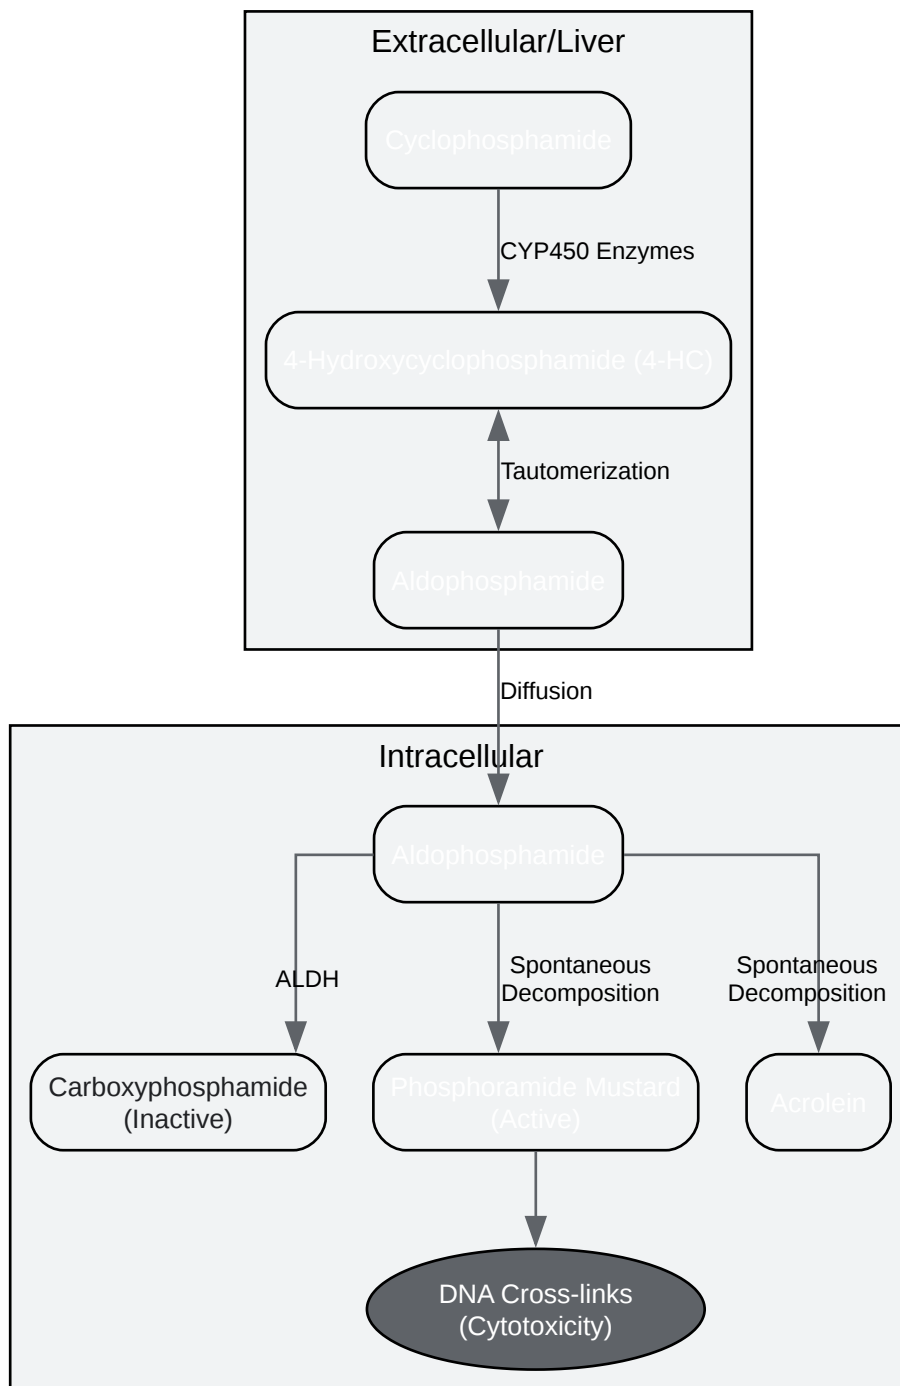 Extracellular/Liver
Cyclophosphamide
CYP450 Enzymes
4-Hydroxycyclophosphamide (4-HC)
Tautomerization
Aldophosphamide
Diffusion
Intracellular
Aldophosphamide
ALDH
Spontaneous
Decomposition
Spontaneous
Decomposition
Carboxyphosphamide
(Inactive)
Phosphoramide Mustard
(Active)
Acrolein
DNA Cross-links
(Cytotoxicity)